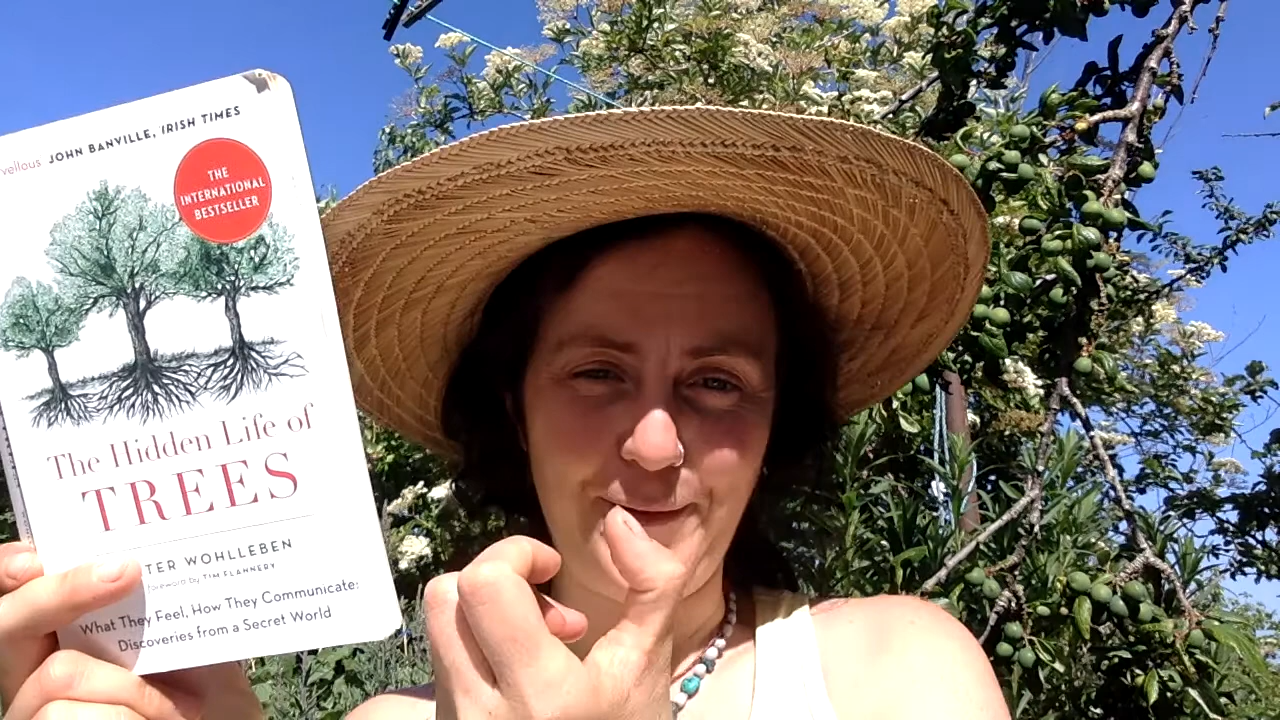 vellous JOHN BANVILLE, IRISH TIMES
THE
INTERNATIONAL
BESTSELLER
The Hidden Life of
TREES
TER WOHLLEBEN
foreword by TIM FLANNERY
What They Feel, How They Communicate:
Discoveries from a Secret World